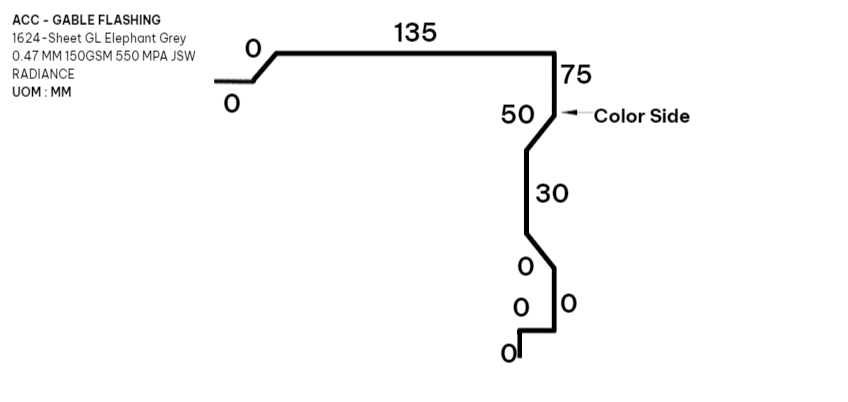 ACC - GABLE FLASHING
1624-Sheet GL Elephant Grey
0.47 MM 150GSM 550 MPA JSW
RADIANCE
UOM : MM
135
0
0
75
50
Color Side
30
0
0
0
0